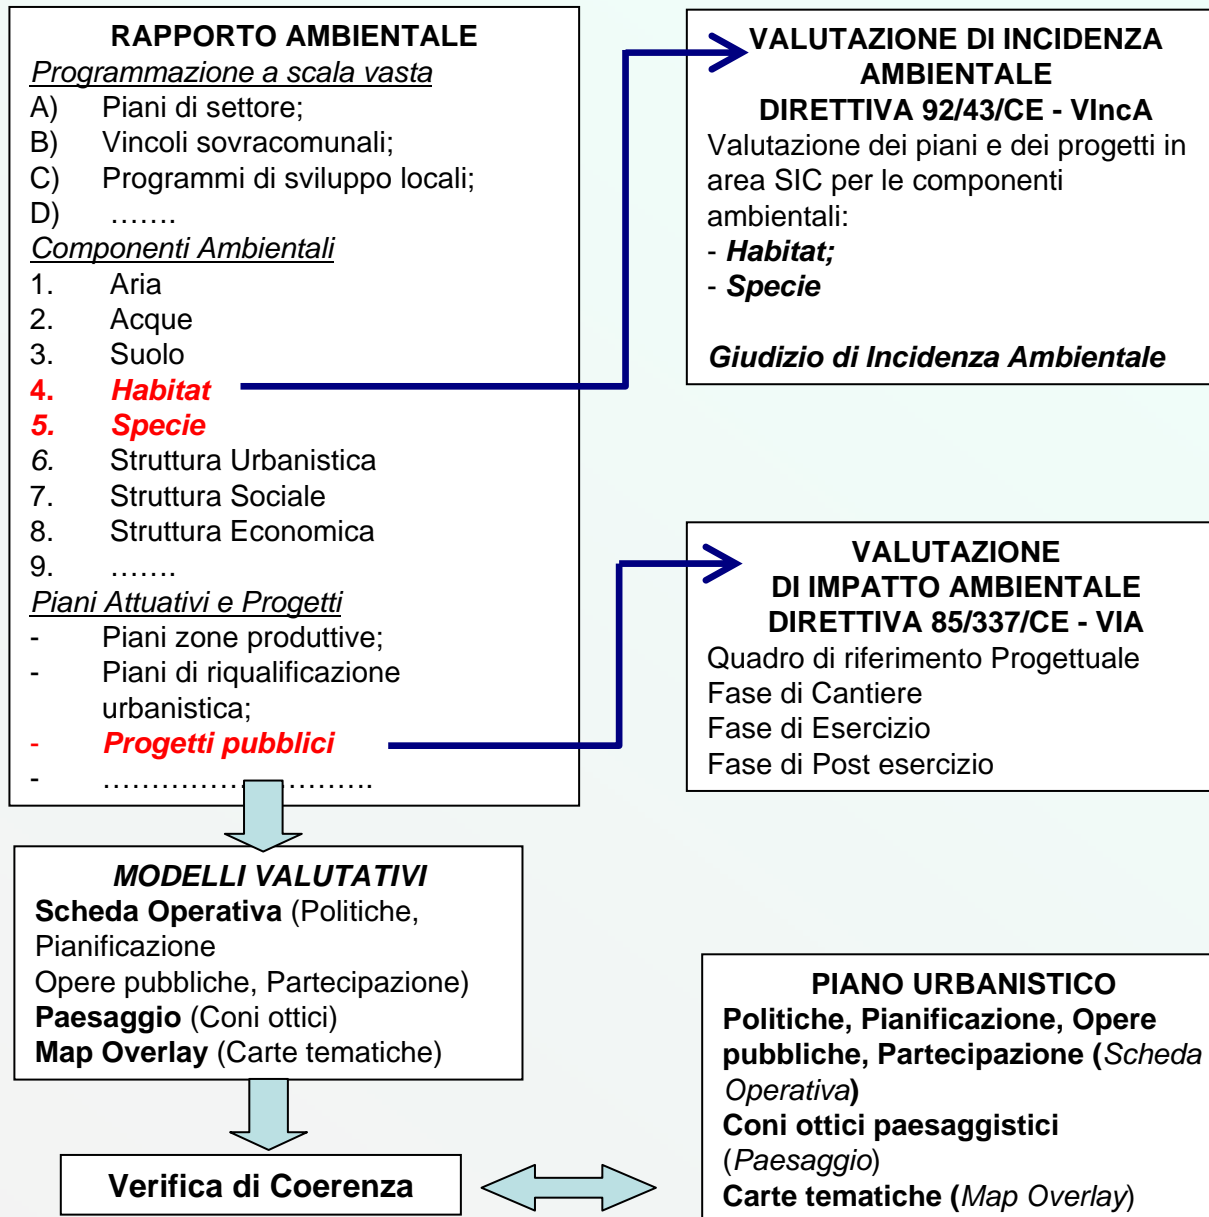 RAPPORTO AMBIENTALE
Programmazione a scala vasta
A) Piani di settore;
B) Vincoli sovracomunali;
C) Programmi di sviluppo locali;
D) …….
Componenti Ambientali
1. Aria
2. Acque
3. Suolo
4. Habitat
5. Specie
6. Struttura Urbanistica
7. Struttura Sociale
8. Struttura Economica
9. …….
Piani Attuativi e Progetti
- Piani zone produttive;
- Piani di riqualificazione
urbanistica;
- Progetti pubblici
- ……………………….
VALUTAZIONE DI INCIDENZA
AMBIENTALE
DIRETTIVA 92/43/CE - VIncA
Valutazione dei piani e dei progetti in
area SIC per le componenti
ambientali:
- Habitat;
- Specie
Giudizio di Incidenza Ambientale
VALUTAZIONE
DI IMPATTO AMBIENTALE
DIRETTIVA 85/337/CE - VIA
Quadro di riferimento Progettuale
Fase di Cantiere
Fase di Esercizio
Fase di Post esercizio
MODELLI VALUTATIVI
Scheda Operativa (Politiche,
Pianificazione
Opere pubbliche, Partecipazione)
Paesaggio (Coni ottici)
Map Overlay (Carte tematiche)
Verifica di Coerenza
PIANO URBANISTICO
Politiche, Pianificazione, Opere
pubbliche, Partecipazione (Scheda
Operativa)
Coni ottici paesaggistici
(Paesaggio)
Carte tematiche (Map Overlay)